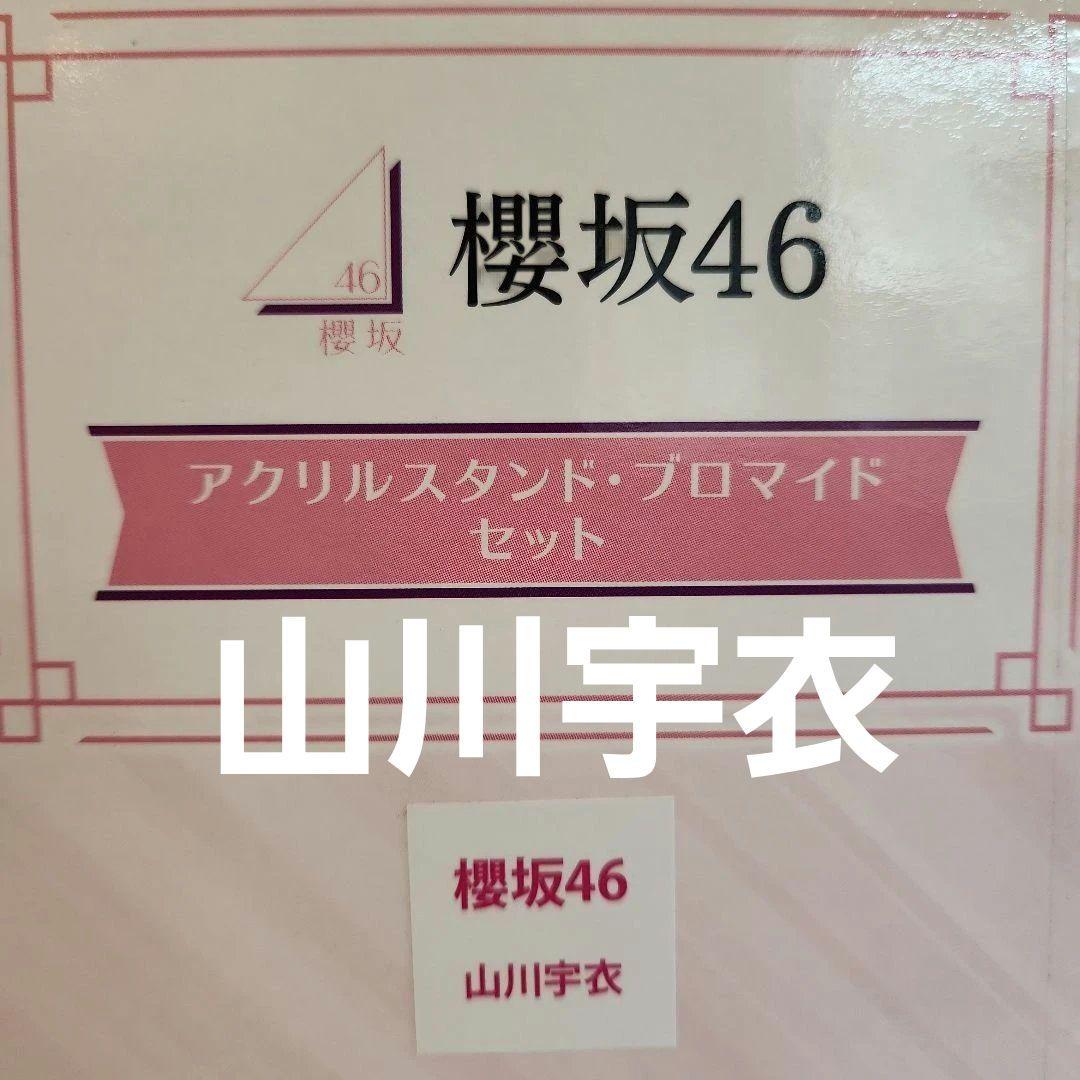 46
櫻坂
櫻坂46
アクリルスタンド・ブロマイド
セット
山川宇衣
櫻坂46
山川宇衣